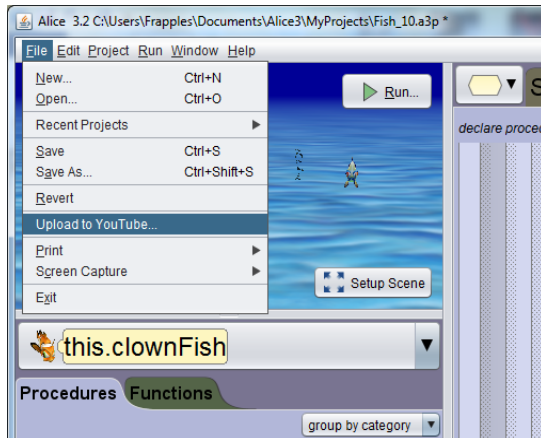 Alice 3.2 C:\Users\Frapples\Documents\Alice3\MyProjects\Fish_10.a3p *
File Edit Project Run Window Help
New... Ctrl+N
Open... Ctrl+O
Recent Projects
Save Ctrl+S
Save As... Ctrl+Shift+S
Revert
Upload to YouTube...
Print
Screen Capture
Exit
Run...
Setup Scene
declare proced
this.clownFish
Procedures Functions
group by category